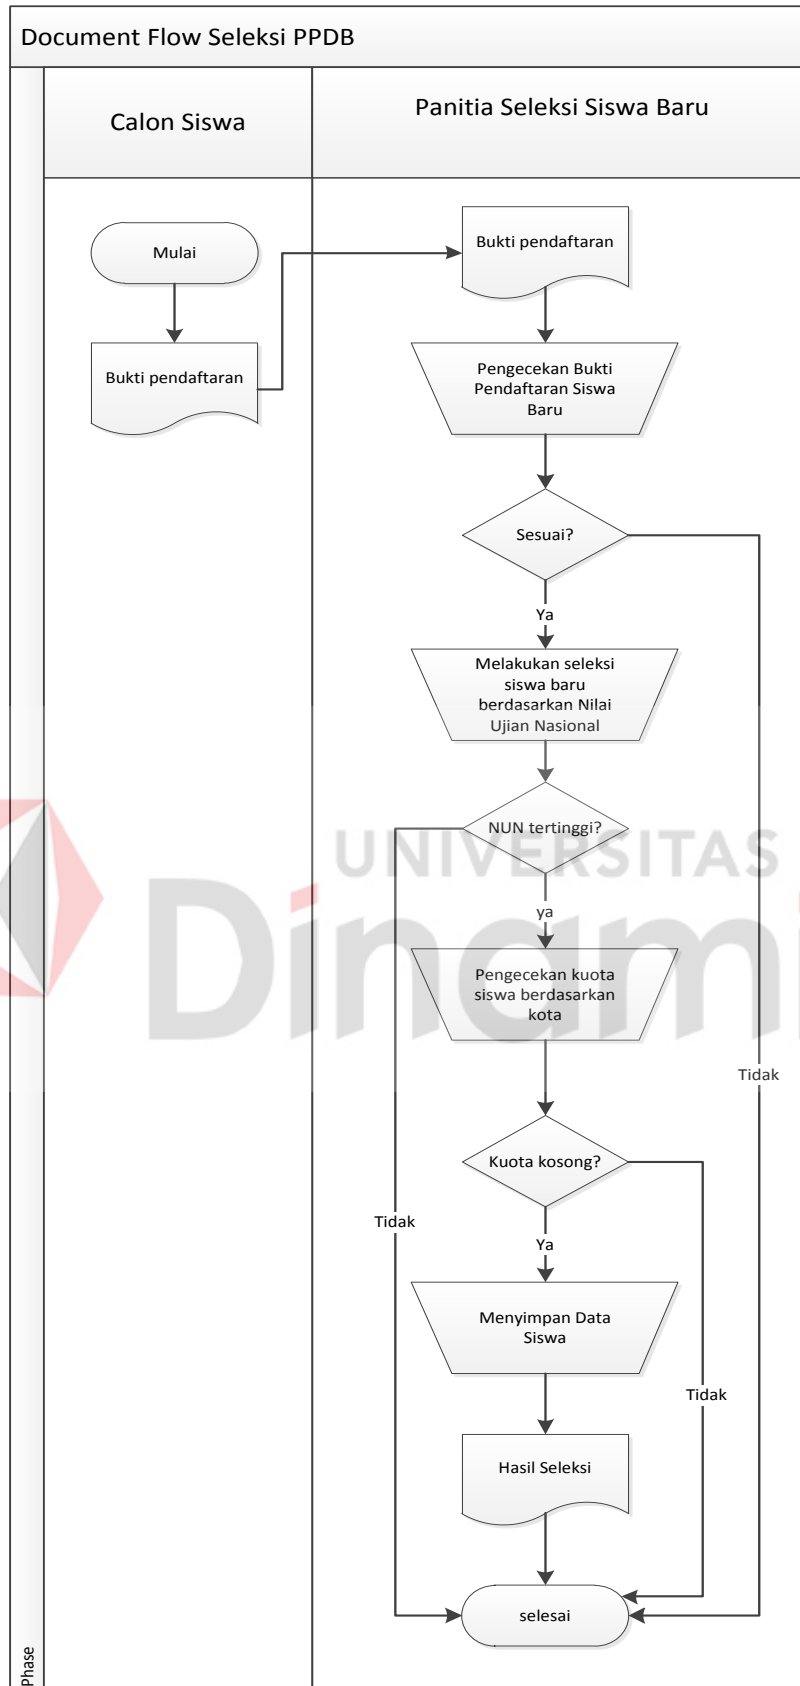 Document Flow Seleksi PPDB
Calon Siswa
Panitia Seleksi Siswa Baru
Mulai
Bukti pendaftaran
Bukti pendaftaran
Pengecekan Bukti
Pendaftaran Siswa
Baru
Sesuai?
Ya
Melakukan seleksi
siswa baru
berdasarkan Nilai
Ujian Nasional
NUN tertinggi?
UNIVERSITAS
Dinami
ya
Pengecekan kuota
siswa berdasarkan
kota
Tidak
Kuota kosong?
Tidak
Ya
Menyimpan Data
Siswa
Tidak
Hasil Seleksi
selesai
Phase